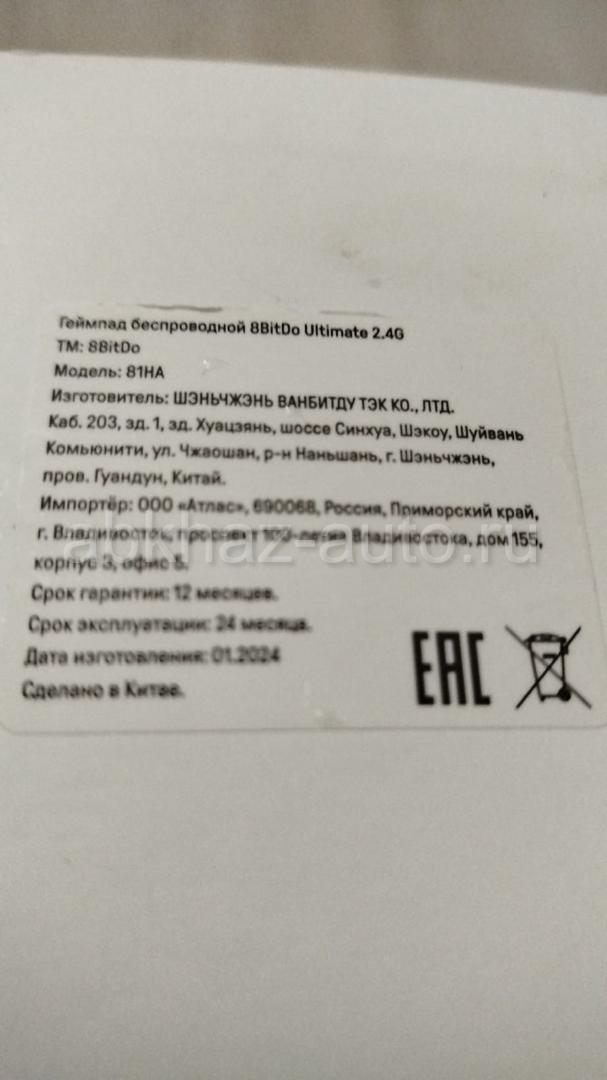 Геймпад беспроводной 8BitDo Ultimate 2.4G
ТМ: 8BitDo
Модель: 81HA
Изготовитель: ШЭНЬЧЖЭНЬ ВАНБИТДУ ТЭК КО., ЛТД.
Каб. 203, зд. 1, зд. Хуацзянь, шоссе Синхуа, Шэкоу, Шуйвань
Комьюнити, ул. Чжаошан, р-н Наньшань, г. Шэньчжэнь,
пров. Гуандун, Китай.
Импортёр: ООО «Атлас», 690068, Россия, Приморский край,
г. Владивосток, проспект 100-летия Владивостока, дом 155,
корпус 3, офис 5.
Срок гарантии: 12 месяцев.
Срок эксплуатации: 24 месяца.
Дата изготовления: 01.2024
Сделано в Китае.
EAC
abkhaz-auto.ru